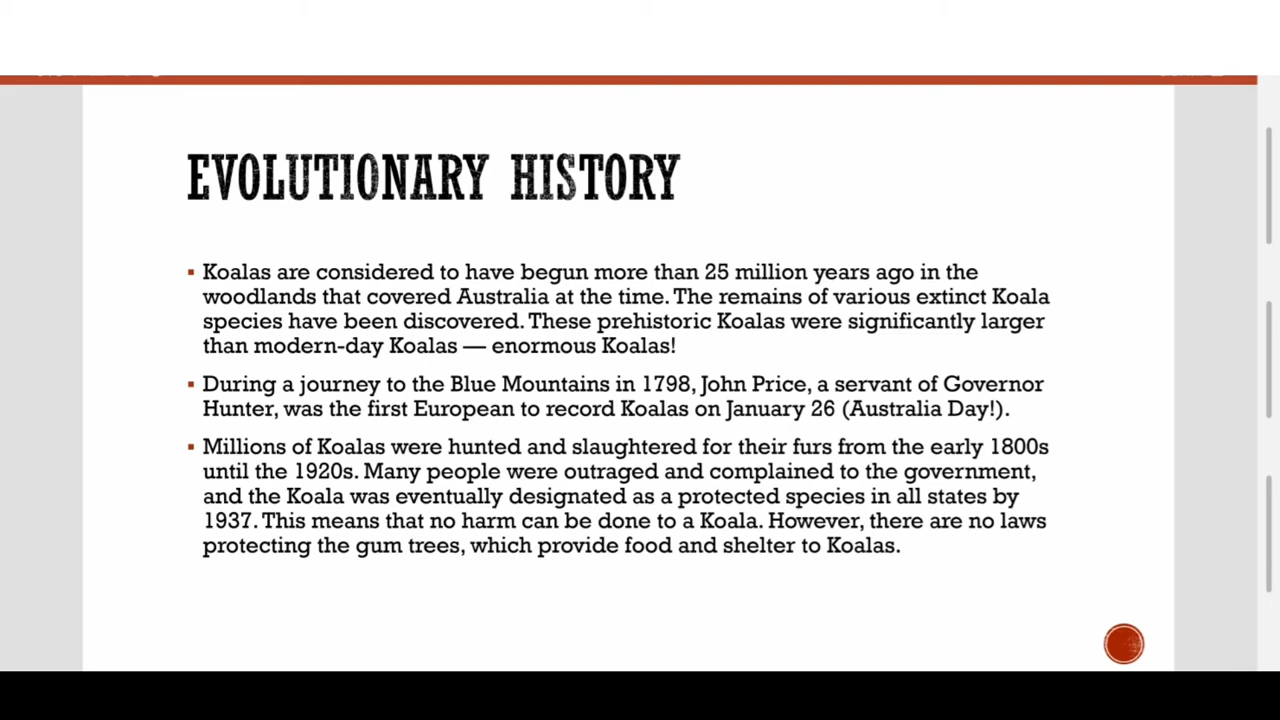 EVOLUTIONARY HISTORY
▪ Koalas are considered to have begun more than 25 million years ago in the
woodlands that covered Australia at the time. The remains of various extinct Koala
species have been discovered. These prehistoric Koalas were significantly larger
than modern-day Koalas — enormous Koalas!
▪ During a journey to the Blue Mountains in 1798, John Price, a servant of Governor
Hunter, was the first European to record Koalas on January 26 (Australia Day!).
▪ Millions of Koalas were hunted and slaughtered for their furs from the early 1800s
until the 1920s. Many people were outraged and complained to the government,
and the Koala was eventually designated as a protected species in all states by
1937. This means that no harm can be done to a Koala. However, there are no laws
protecting the gum trees, which provide food and shelter to Koalas.